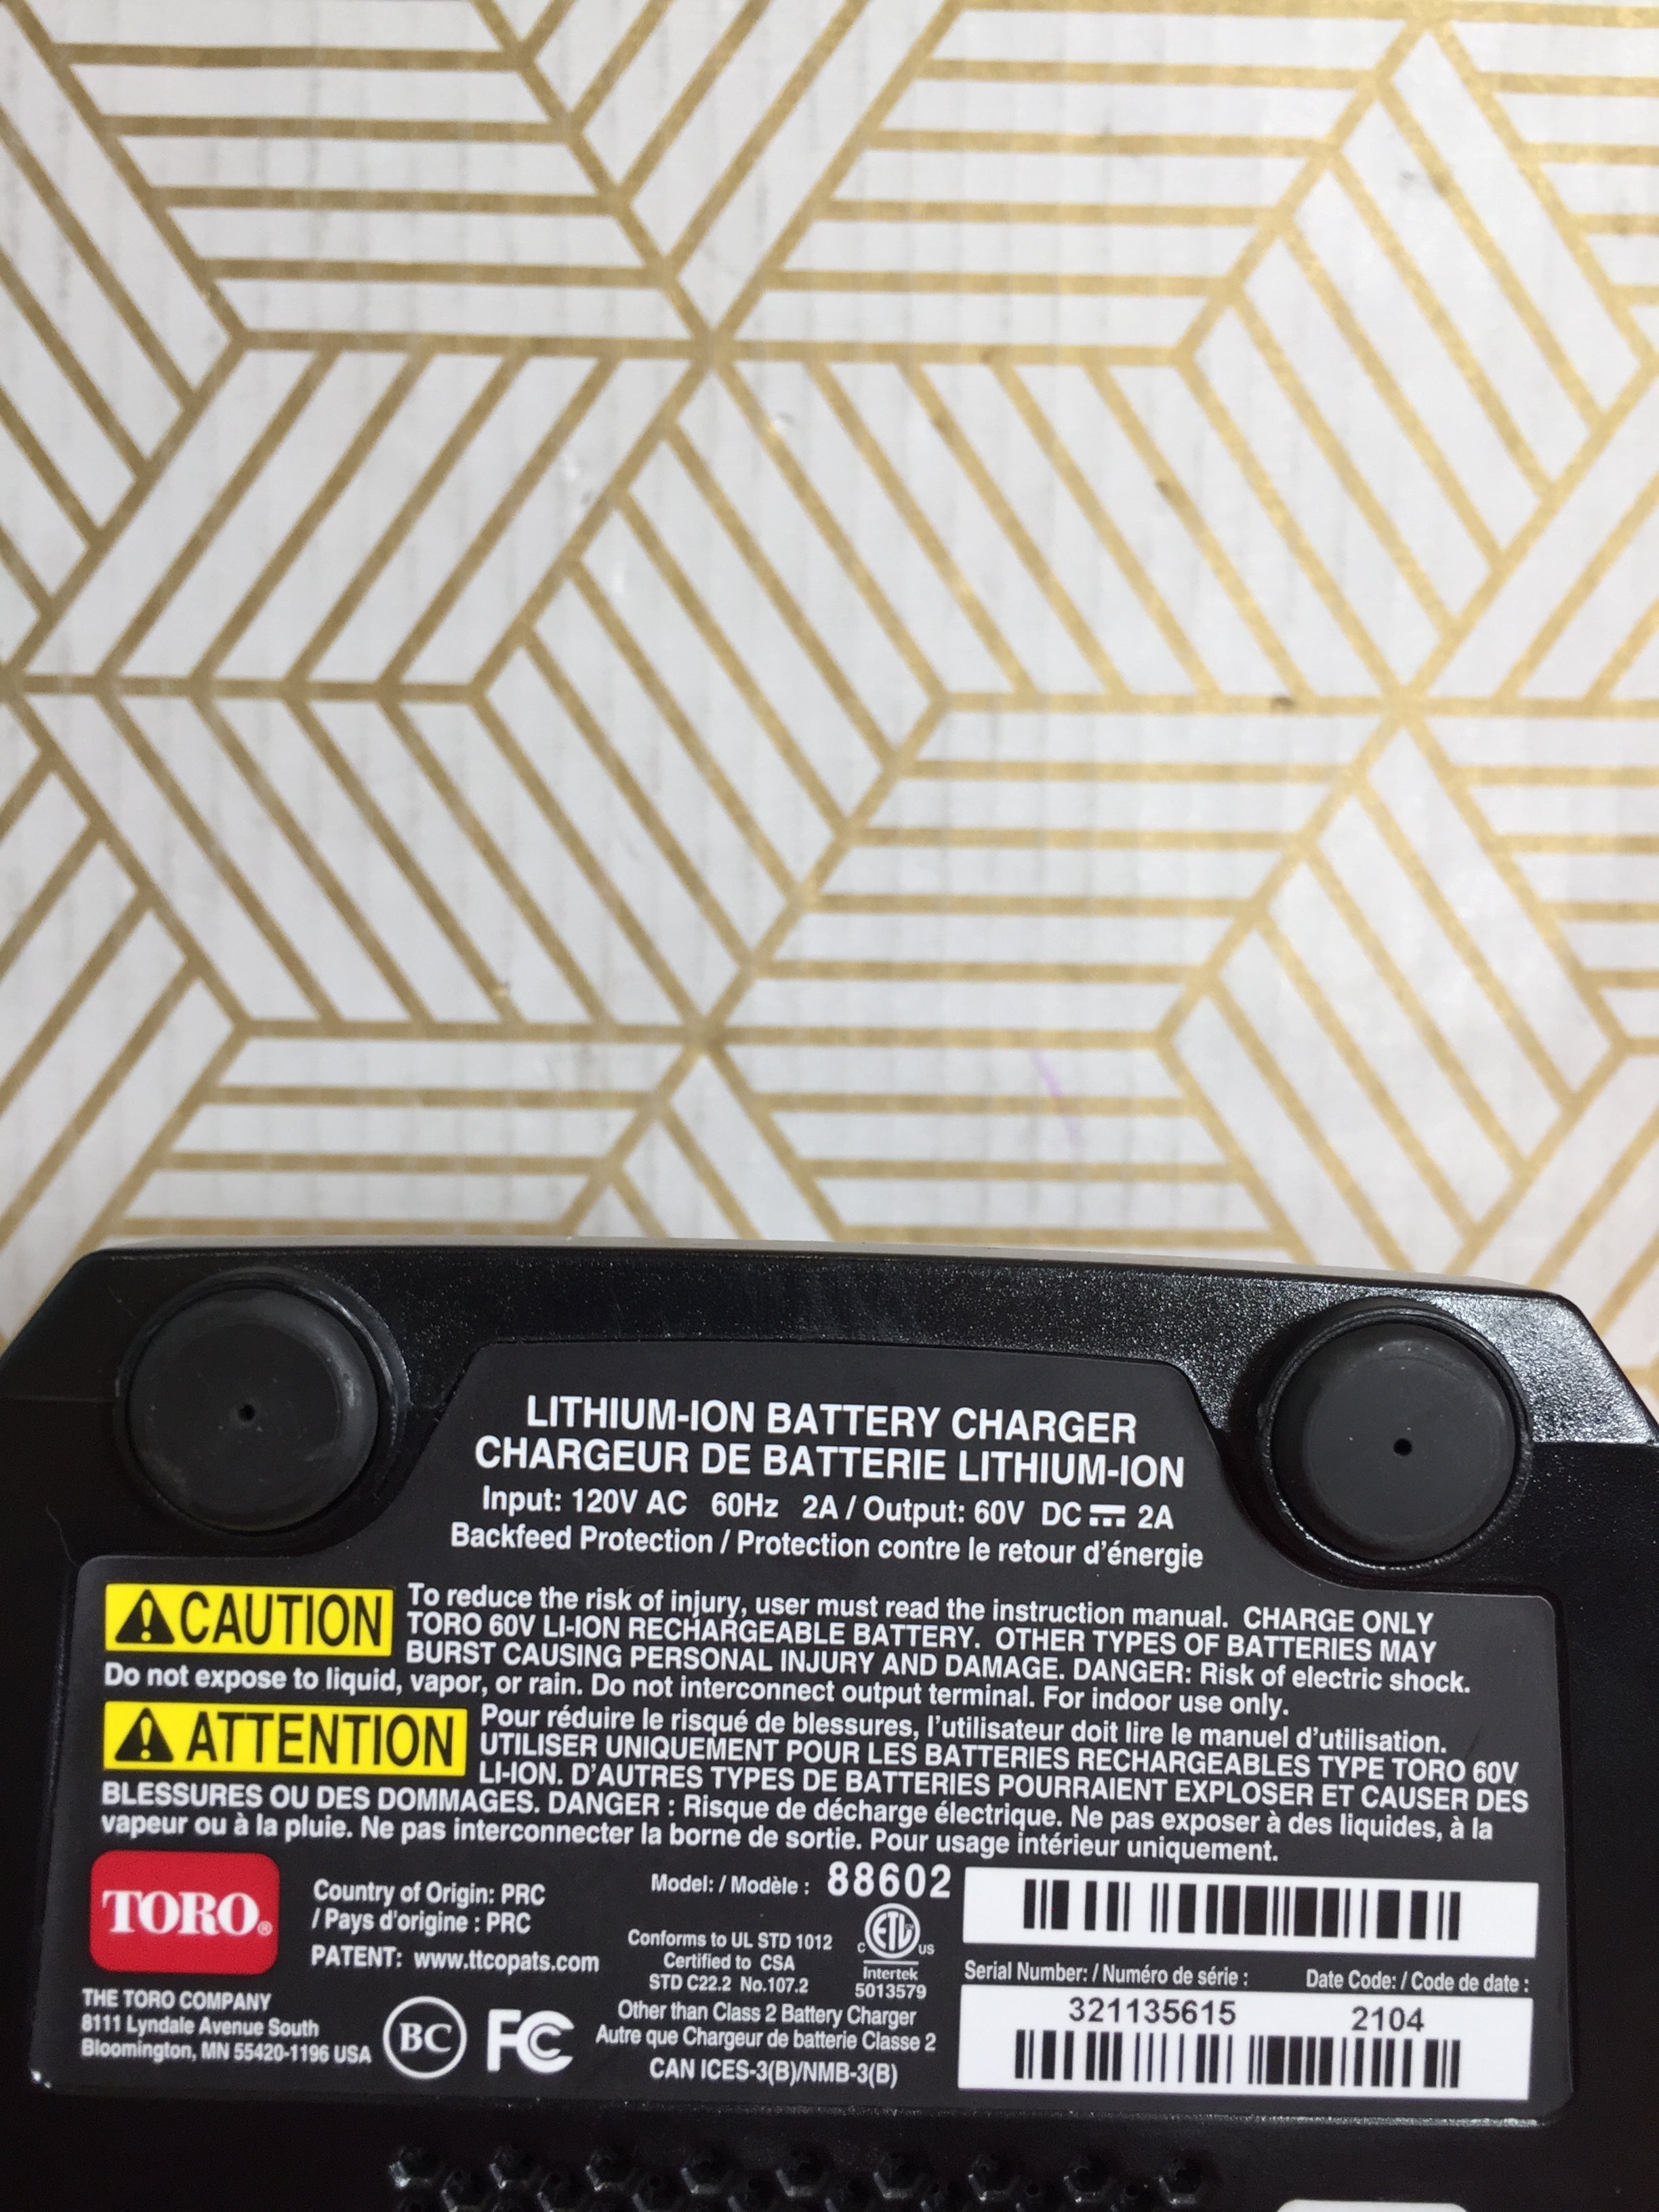 LITHIUM-ION BATTERY CHARGER
CHARGEUR DE BATTERIE LITHIUM-ION
Input: 120V AC 60Hz 2A / Output: 60V DC ⎓ 2A
Backfeed Protection / Protection contre le retour d'énergie
⚠CAUTION To reduce the risk of injury, user must read the instruction manual. CHARGE ONLY
TORO 60V LI-ION RECHARGEABLE BATTERY. OTHER TYPES OF BATTERIES MAY
BURST CAUSING PERSONAL INJURY AND DAMAGE. DANGER: Risk of electric shock.
Do not expose to liquid, vapor, or rain. Do not interconnect output terminal. For indoor use only.
⚠ATTENTION Pour réduire le risqué de blessures, l'utilisateur doit lire le manuel d'utilisation.
UTILISER UNIQUEMENT POUR LES BATTERIES RECHARGEABLES TYPE TORO 60V
LI-ION. D'AUTRES TYPES DE BATTERIES POURRAIENT EXPLOSER ET CAUSER DES
BLESSURES OU DES DOMMAGES. DANGER : Risque de décharge électrique. Ne pas exposer à des liquides, à la
vapeur ou à la pluie. Ne pas interconnecter la borne de sortie. Pour usage intérieur uniquement.
TORO®
Country of Origin: PRC
/ Pays d'origine : PRC
PATENT: www.ttcopats.com
THE TORO COMPANY
8111 Lyndale Avenue South
Bloomington, MN 55420-1196 USA
BC
FC
Model: / Modèle : 88602
Conforms to UL STD 1012
Certified to CSA
STD C22.2 No.107.2
C ETL US
Intertek
5013579
Other than Class 2 Battery Charger
Autre que Chargeur de batterie Classe 2
CAN ICES-3(B)/NMB-3(B)
Serial Number: / Numéro de série : Date Code: / Code de date :
321135615 2104